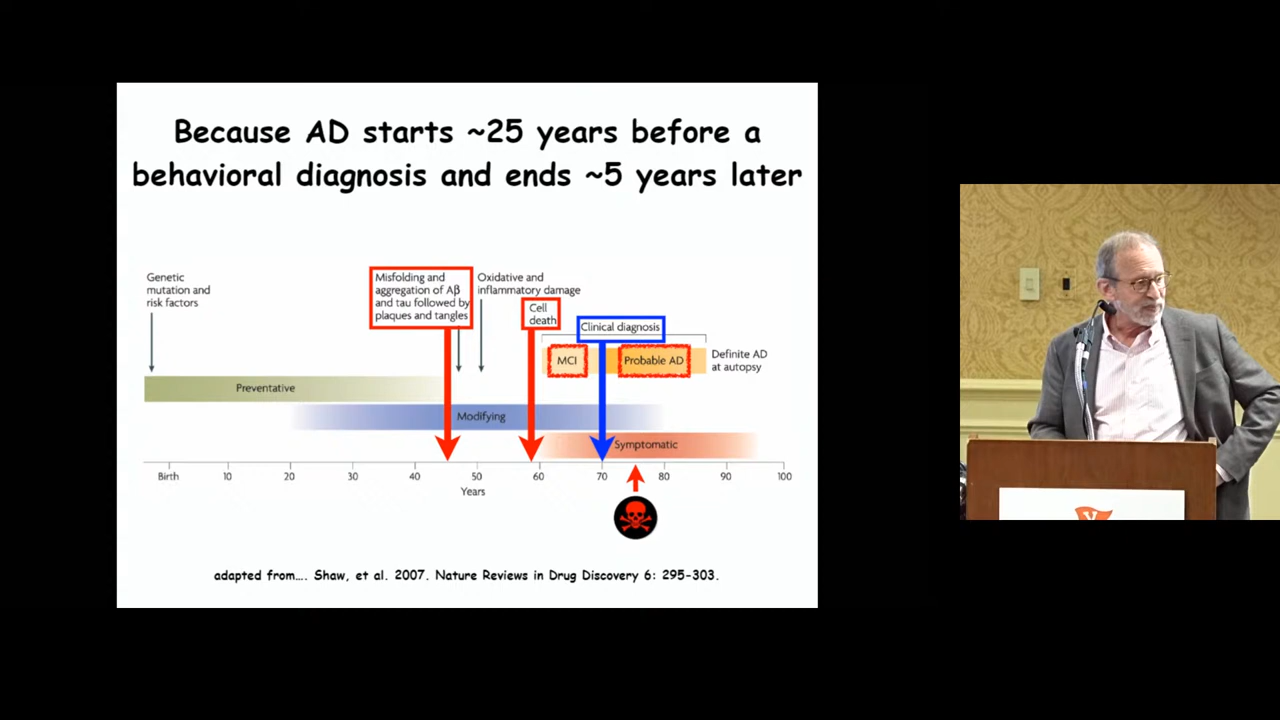 Because AD starts ~25 years before a
behavioral diagnosis and ends ~5 years later
Genetic
mutation and
risk factors
Misfolding and
aggregation of Aβ
and tau followed by
plaques and tangles
Oxidative and
inflammatory damage
Cell
death
Clinical diagnosis
MCI
Probable AD
Definite AD
at autopsy
Preventative
Modifying
Symptomatic
Birth 10 20 30 40 50 60 70 80 90 100
Years
adapted from…. Shaw, et al. 2007. Nature Reviews in Drug Discovery 6: 295-303.
V